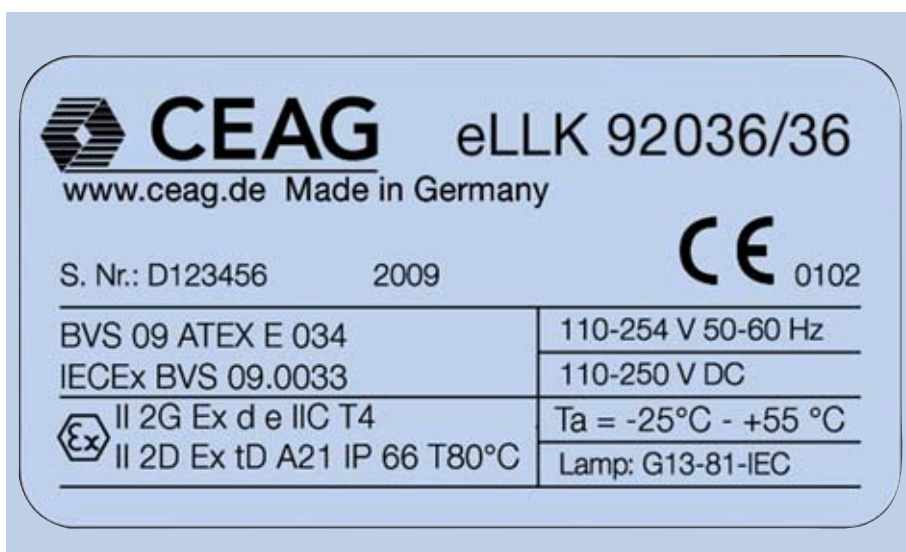 CEAG eLLK 92036/36
www.ceag.de Made in Germany
CE 0102
S. Nr.: D123456 2009
BVS 09 ATEX E 034
IECEx BVS 09.0033
Ex II 2G Ex d e IIC T4
II 2D Ex tD A21 IP 66 T80°C
110-254 V 50-60 Hz
110-250 V DC
Ta = -25°C - +55 °C
Lamp: G13-81-IEC